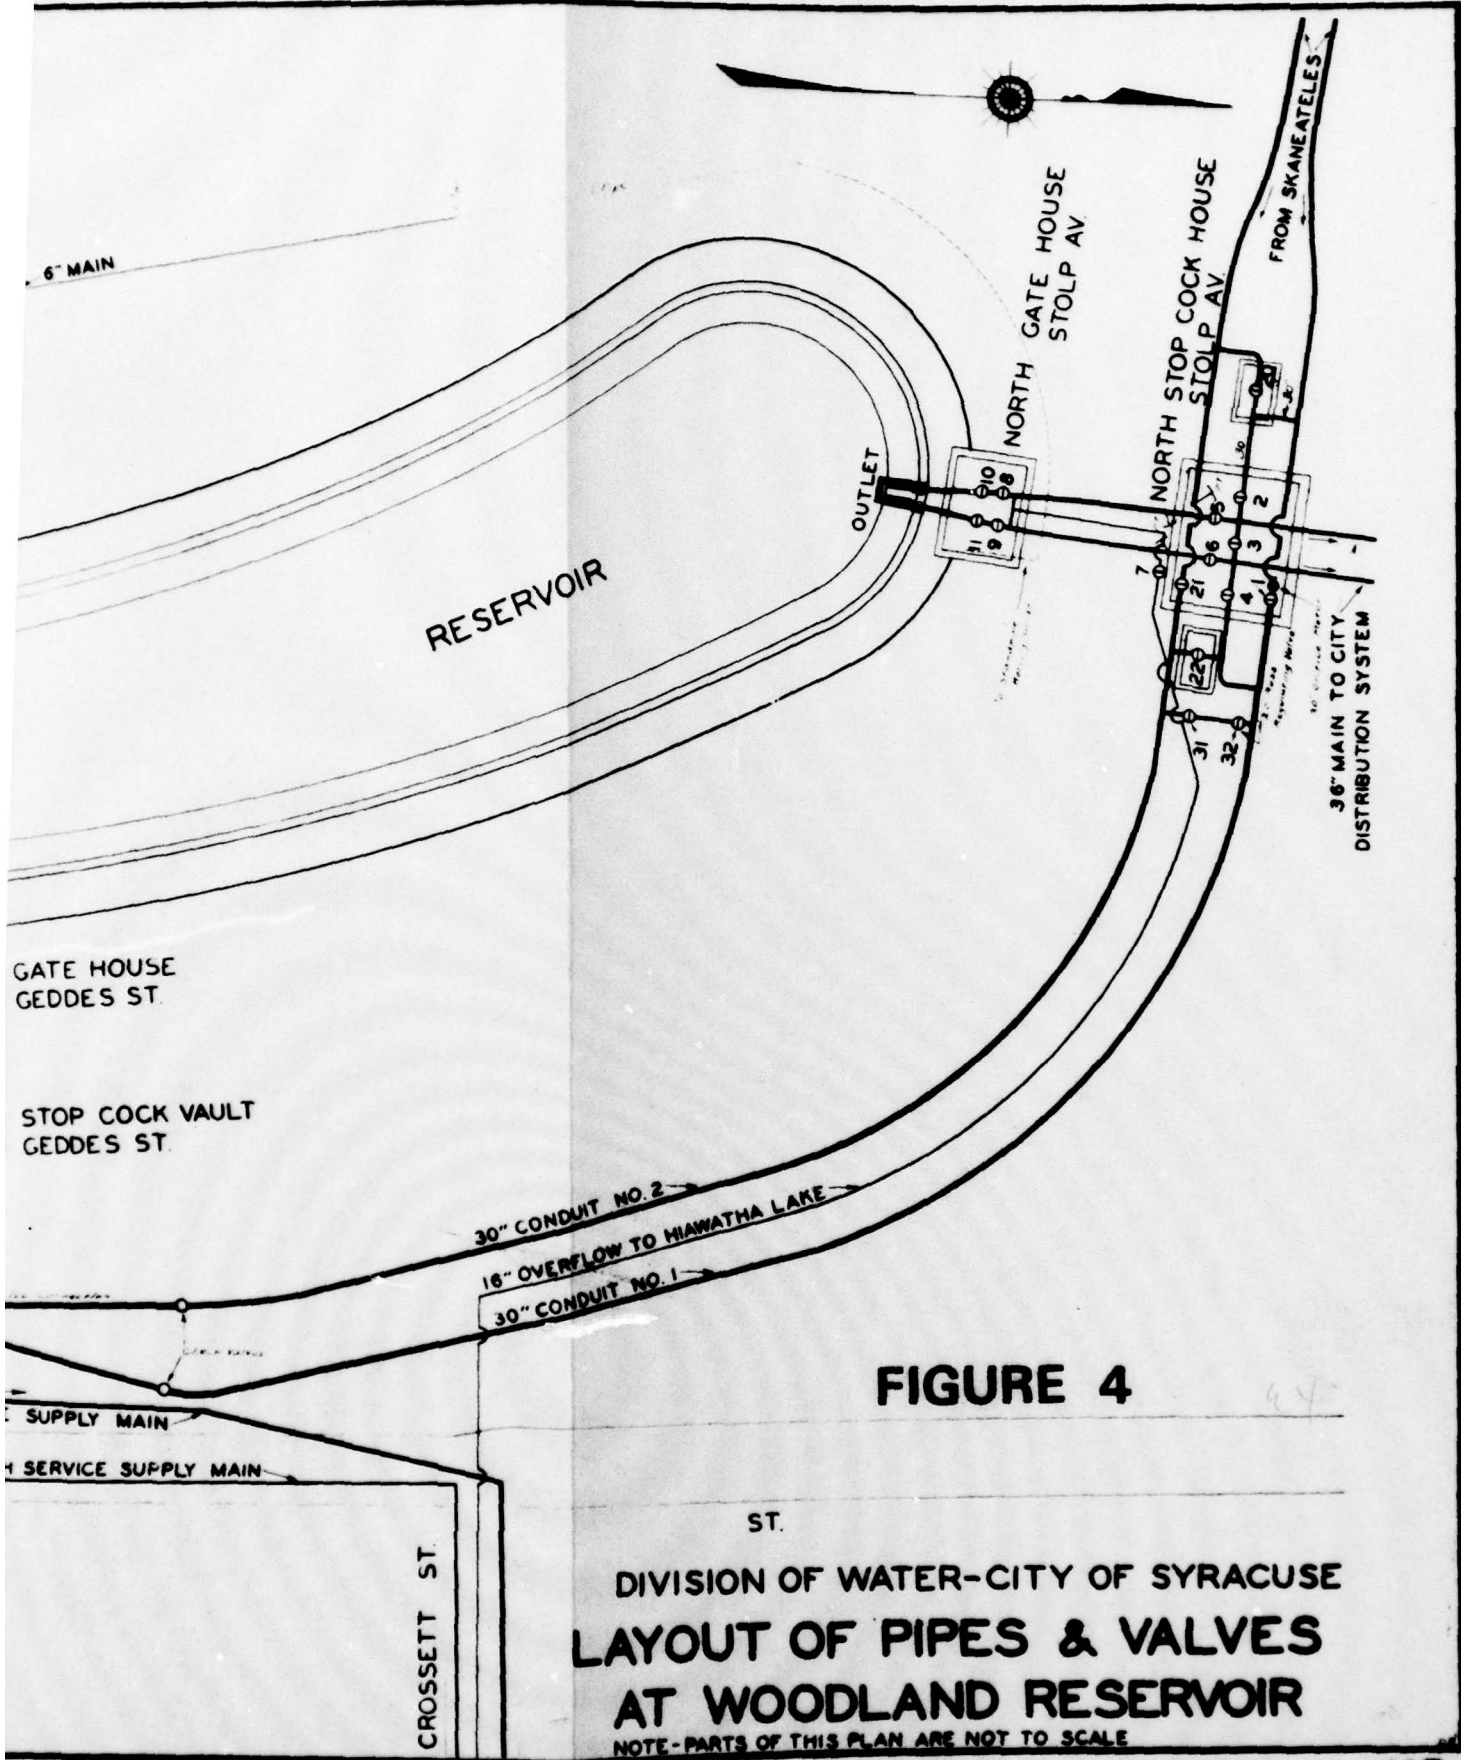 FROM SKANEATELES
6" MAIN
NORTH GATE HOUSE
STOLP AV.
NORTH STOP COCK HOUSE
STOLP AV.
OUTLET
10
8
11
9
RESERVOIR
30
2
5
3
6
7
21
4
1
22
31
32
36" MAIN TO CITY
DISTRIBUTION SYSTEM
GATE HOUSE
GEDDES ST.
STOP COCK VAULT
GEDDES ST.
30" CONDUIT NO. 2
16" OVERFLOW TO HIAWATHA LAKE
30" CONDUIT NO. 1
SUPPLY MAIN
SERVICE SUPPLY MAIN
CROSSETT ST.
FIGURE 4
ST.
DIVISION OF WATER-CITY OF SYRACUSE
LAYOUT OF PIPES & VALVES
AT WOODLAND RESERVOIR
NOTE-PARTS OF THIS PLAN ARE NOT TO SCALE